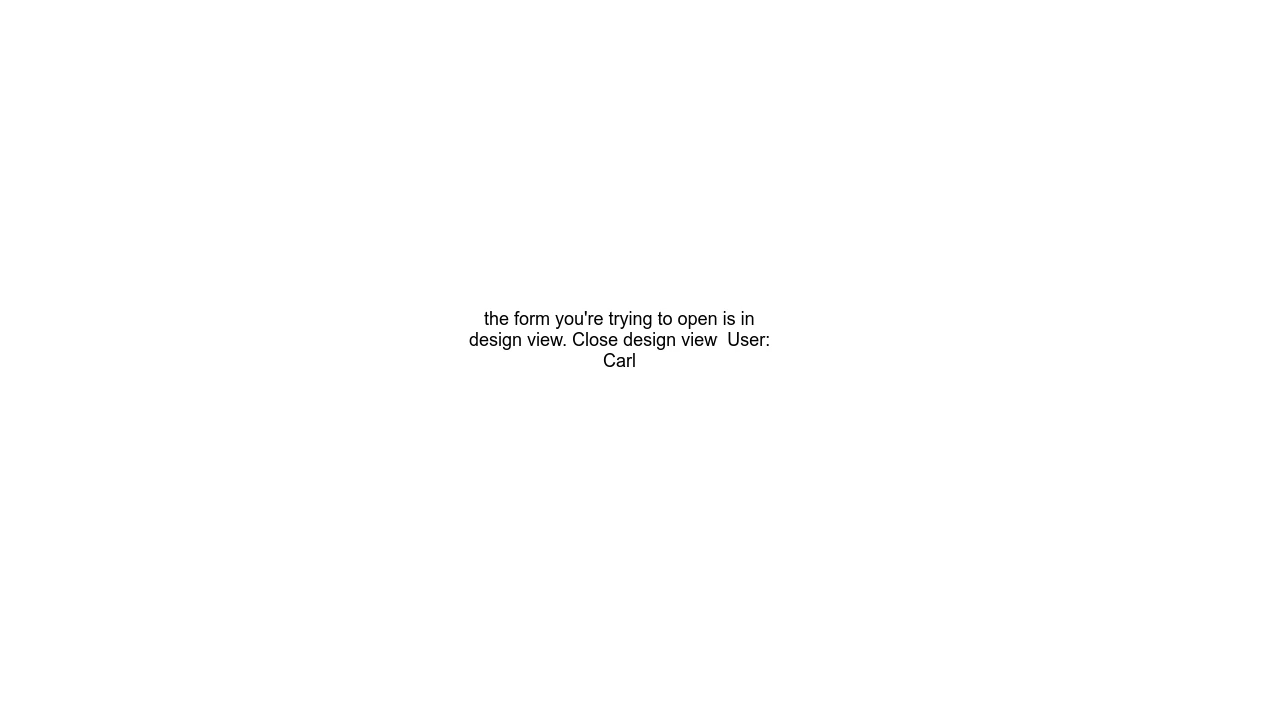 the form you're trying to open is in
design view. Close design view  User:
Carl